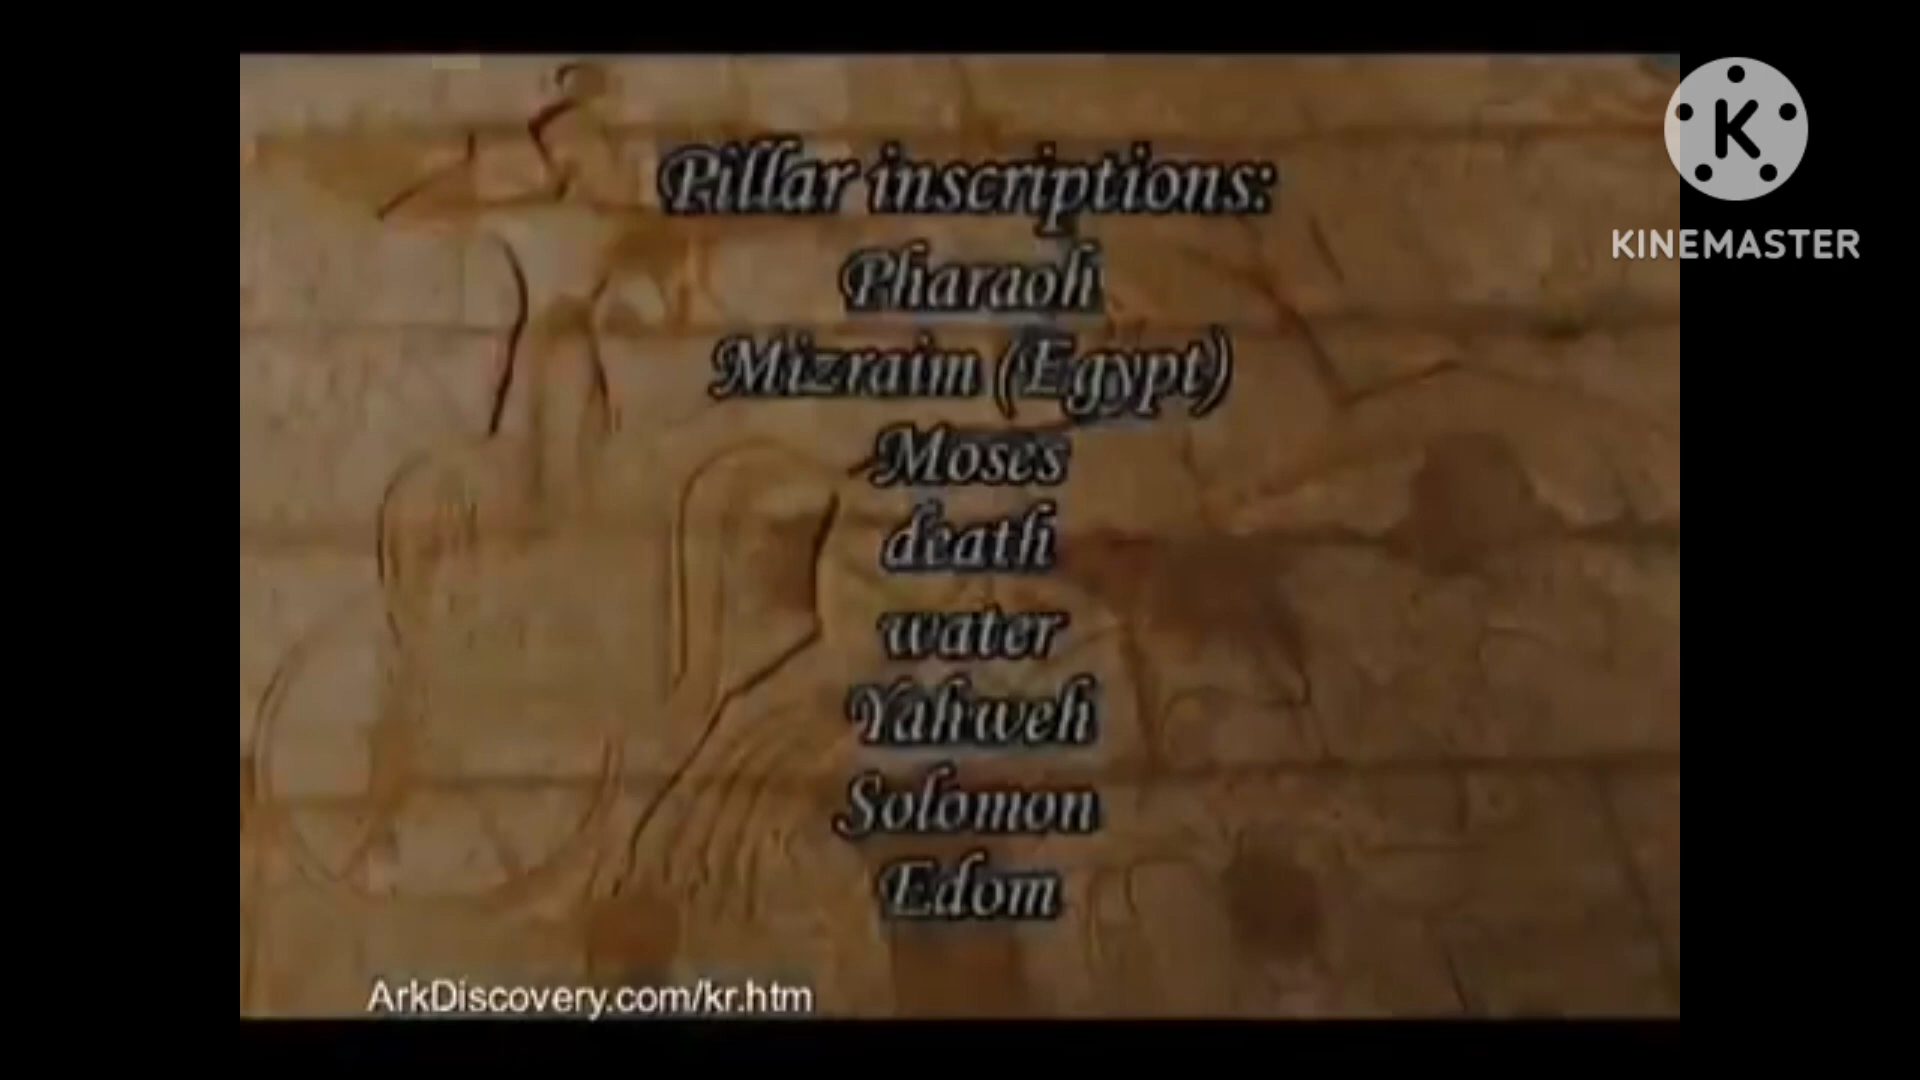 Pillar inscriptions:
Pharaoh
Mizraim (Egypt)
Moses
death
water
Yahweh
Solomon
Edom
ArkDiscovery.com/kr.htm
K
KINEMASTER